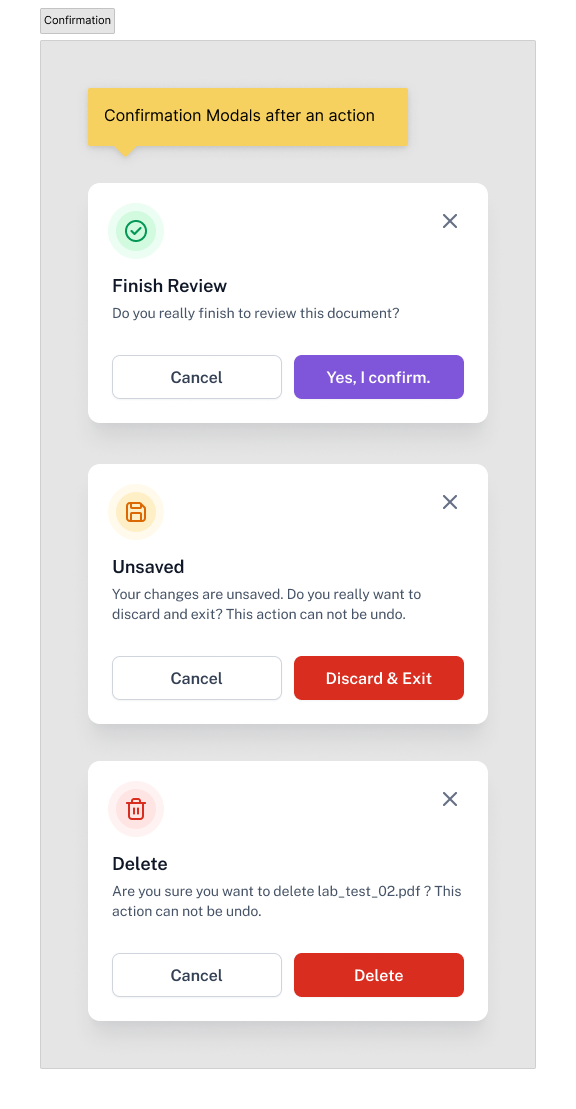 Confirmation
Confirmation Modals after an action
Finish Review
Do you really finish to review this document?
Cancel
Yes, I confirm.
Unsaved
Your changes are unsaved. Do you really want to
discard and exit? This action can not be undo.
Cancel
Discard & Exit
Delete
Are you sure you want to delete lab_test_02.pdf ? This
action can not be undo.
Cancel
Delete